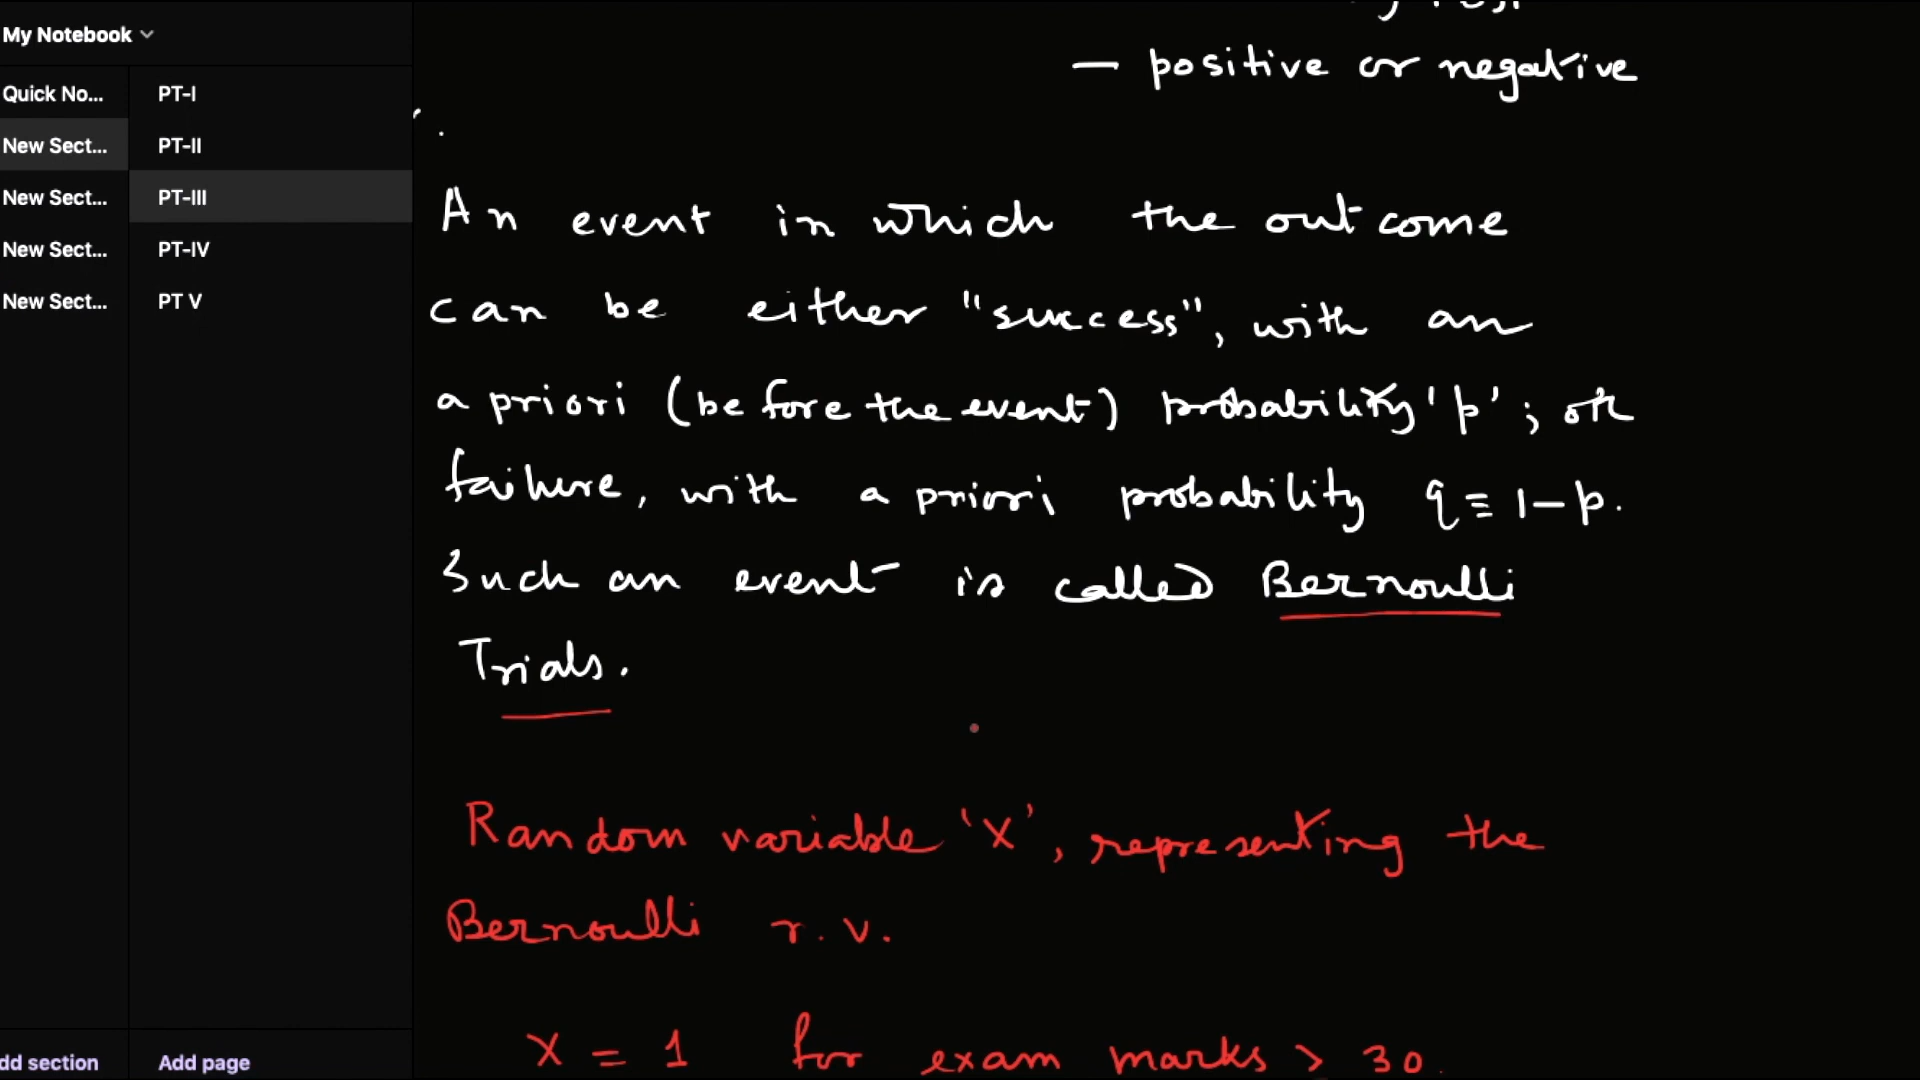 My Notebook
Quick No...
New Sect...
New Sect...
New Sect...
New Sect...
PT-I
PT-II
PT-III
PT-IV
PT V
— positive or negative
An event in which the outcome
can be either "success", with an
a priori (before the event) probability 'p'; or
failure, with a priori probability q ≡ 1-p.
Such an event is called Bernoulli
Trials.
Random variable 'X', representing the
Bernoulli r.v.
X = 1 for exam marks > 30.
dd section
Add page